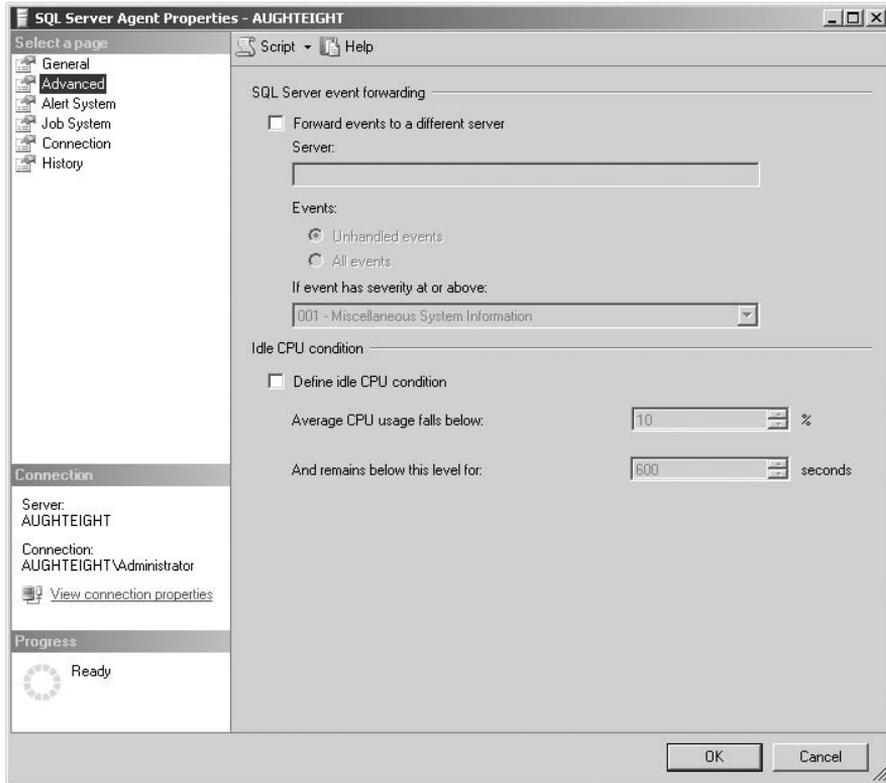 SQL Server Agent Properties - AUGHTEIGHT
Select a page
General
Advanced
Alert System
Job System
Connection
History
Script Help
SQL Server event forwarding
Forward events to a different server
Server:
Events:
Unhandled events
All events
If event has severity at or above:
001 - Miscellaneous System Information
Idle CPU condition
Define idle CPU condition
Average CPU usage falls below: 10 %
And remains below this level for: 600 seconds
Connection
Server:
AUGHTEIGHT
Connection:
AUGHTEIGHT\Administrator
View connection properties
Progress
Ready
OK Cancel